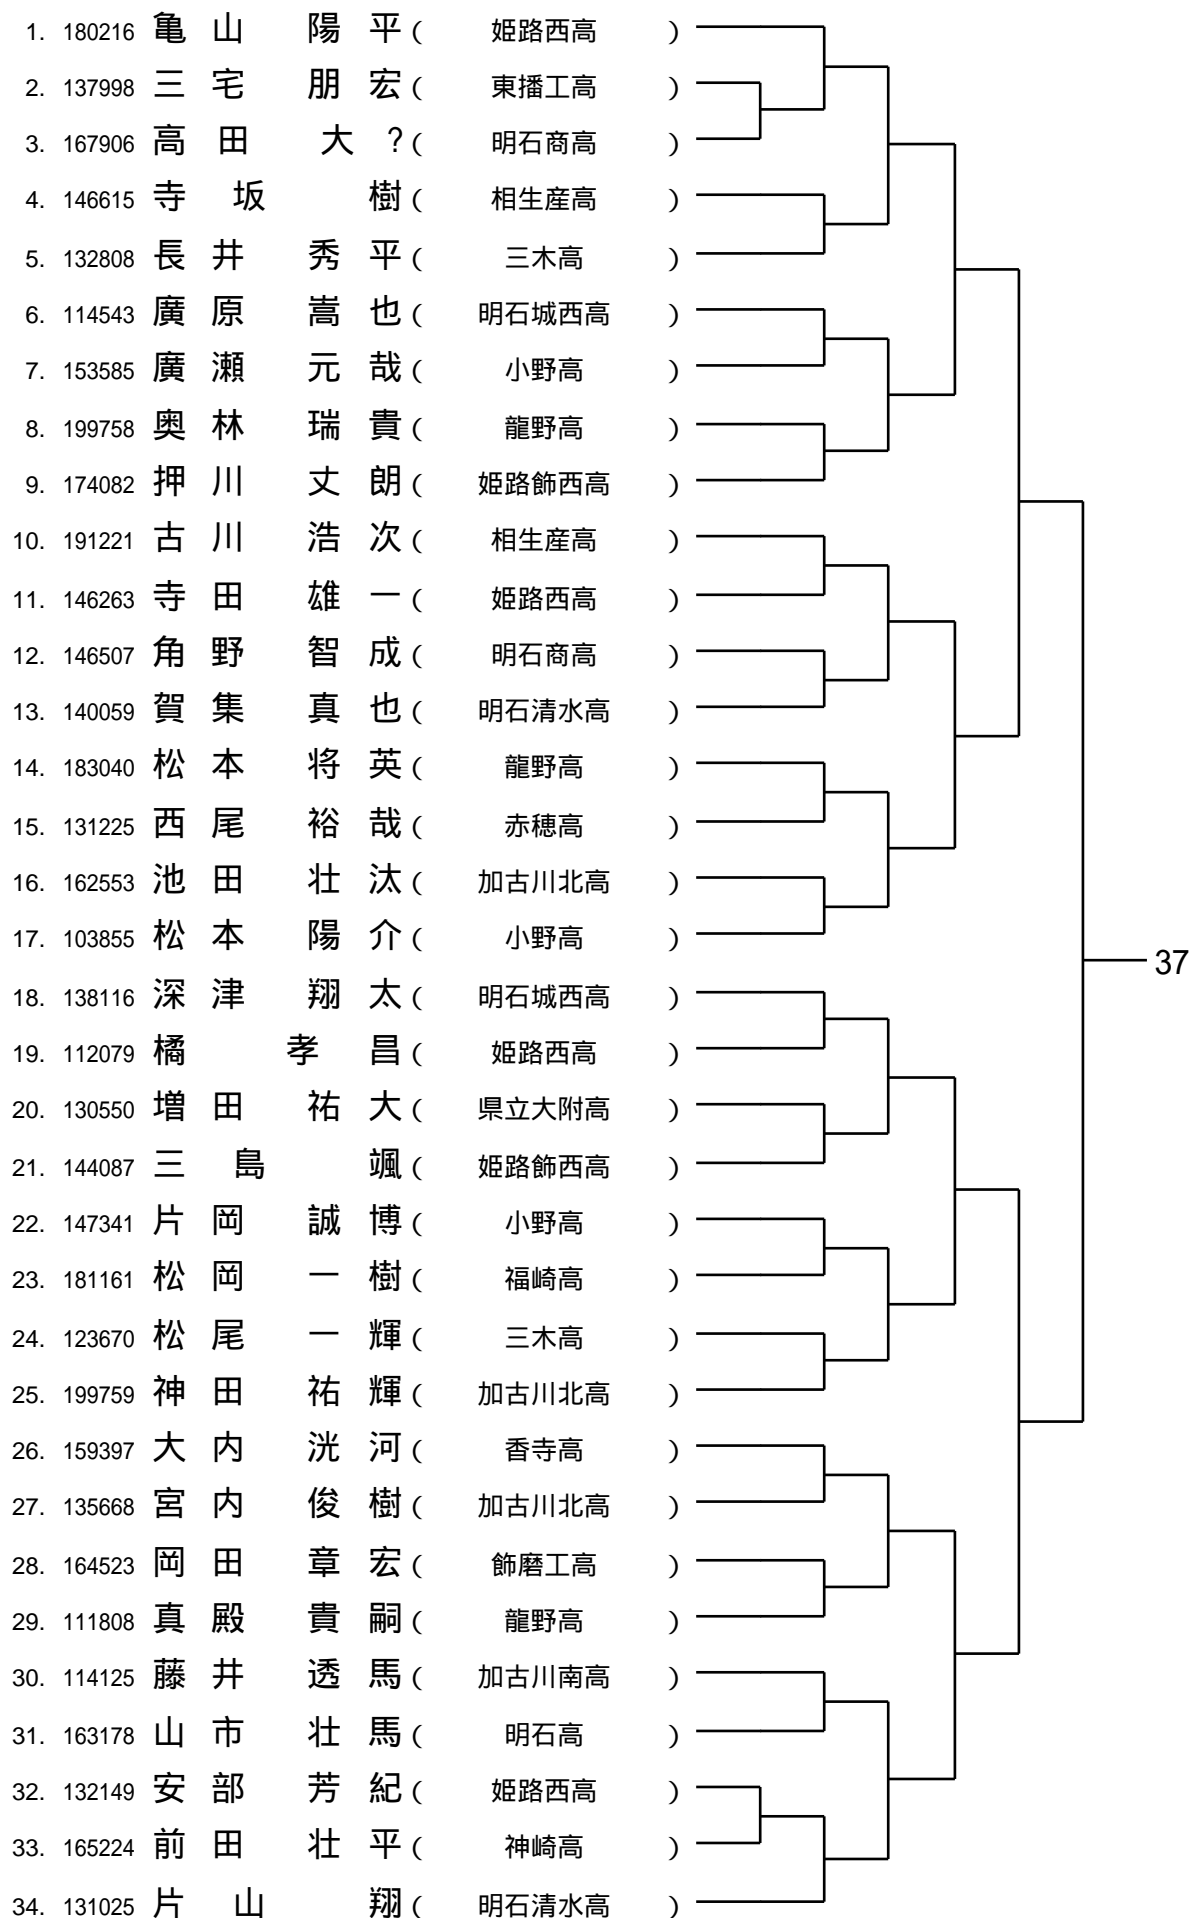 1. 180216 亀山 陽平 ( 姫路西高 )
2. 137998 三宅 朋宏 ( 東播工高 )
3. 167906 高田 大? ( 明石商高 )
4. 146615 寺坂 樹 ( 相生産高 )
5. 132808 長井 秀平 ( 三木高 )
6. 114543 廣原 嵩也 ( 明石城西高 )
7. 153585 廣瀬 元哉 ( 小野高 )
8. 199758 奥林 瑞貴 ( 龍野高 )
9. 174082 押川 丈朗 ( 姫路飾西高 )
10. 191221 古川 浩次 ( 相生産高 )
11. 146263 寺田 雄一 ( 姫路西高 )
12. 146507 角野 智成 ( 明石商高 )
13. 140059 賀集 真也 ( 明石清水高 )
14. 183040 松本 将英 ( 龍野高 )
15. 131225 西尾 裕哉 ( 赤穂高 )
16. 162553 池田 壮汰 ( 加古川北高 )
17. 103855 松本 陽介 ( 小野高 )
37
18. 138116 深津 翔太 ( 明石城西高 )
19. 112079 橘 孝昌 ( 姫路西高 )
20. 130550 増田 祐大 ( 県立大附高 )
21. 144087 三島 颯 ( 姫路飾西高 )
22. 147341 片岡 誠博 ( 小野高 )
23. 181161 松岡 一樹 ( 福崎高 )
24. 123670 松尾 一輝 ( 三木高 )
25. 199759 神田 祐輝 ( 加古川北高 )
26. 159397 大内 洸河 ( 香寺高 )
27. 135668 宮内 俊樹 ( 加古川北高 )
28. 164523 岡田 章宏 ( 飾磨工高 )
29. 111808 真殿 貴嗣 ( 龍野高 )
30. 114125 藤井 透馬 ( 加古川南高 )
31. 163178 山市 壮馬 ( 明石高 )
32. 132149 安部 芳紀 ( 姫路西高 )
33. 165224 前田 壮平 ( 神崎高 )
34. 131025 片山 翔 ( 明石清水高 )